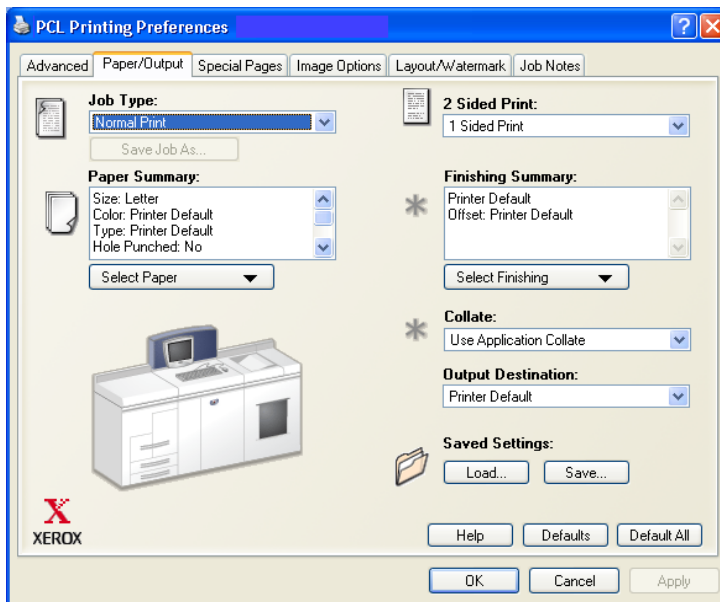 PCL Printing Preferences
Advanced
Paper/Output
Special Pages
Image Options
Layout/Watermark
Job Notes
Job Type:
Normal Print
Save Job As...
Paper Summary:
Size: Letter
Color: Printer Default
Type: Printer Default
Hole Punched: No
Select Paper
2 Sided Print:
1 Sided Print
Finishing Summary:
Printer Default
Offset: Printer Default
Select Finishing
Collate:
Use Application Collate
Output Destination:
Printer Default
Saved Settings:
Load...
Save...
X
XEROX
Help
Defaults
Default All
OK
Cancel
Apply